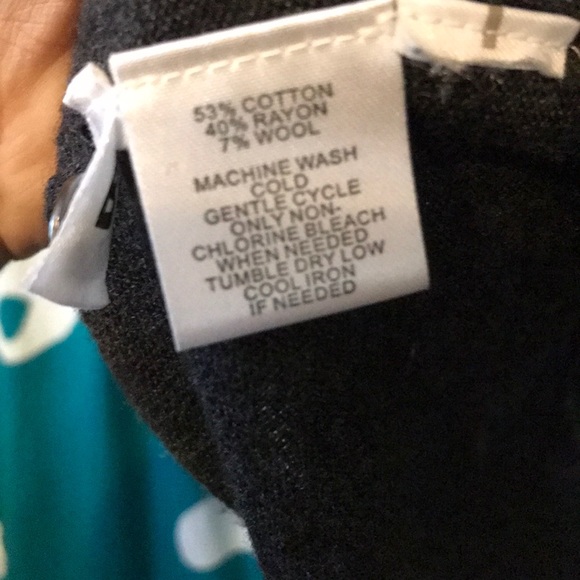 53% COTTON
40% RAYON
7% WOOL
MACHINE WASH
COLD
GENTLE CYCLE
ONLY NON-
CHLORINE BLEACH
WHEN NEEDED
TUMBLE DRY LOW
COOL IRON
IF NEEDED